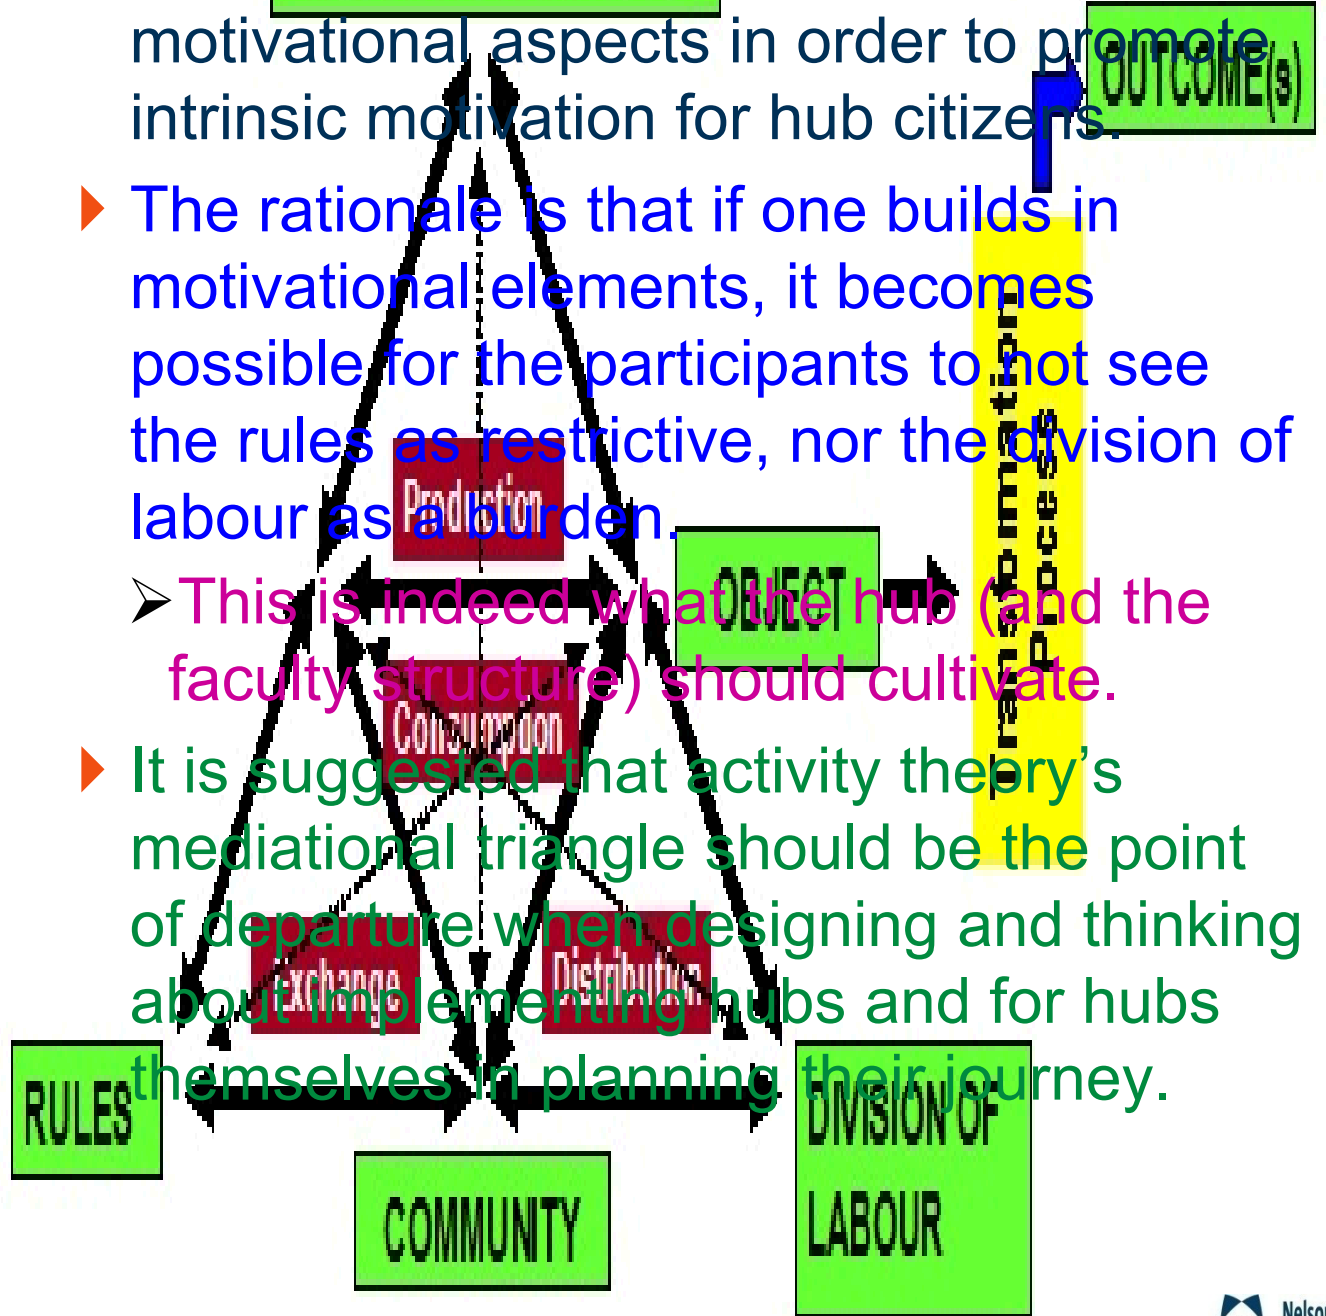 motivational aspects in order to promote
intrinsic motivation for hub citizens.
The rationale is that if one builds in
motivational elements, it becomes
possible for the participants to not see
the rules as restrictive, nor the division of
labour as a burden.
This is indeed what the hub (and the
faculty structure) should cultivate.
It is suggested that activity theory’s
mediational triangle should be the point
of departure when designing and thinking
about implementing hubs and for hubs
themselves in planning their journey.
OUTCOME(s)
Transformation
Process
Production
OBJECT
Consumption
Exchange
Distribution
RULES
COMMUNITY
DIVISION OF
LABOUR